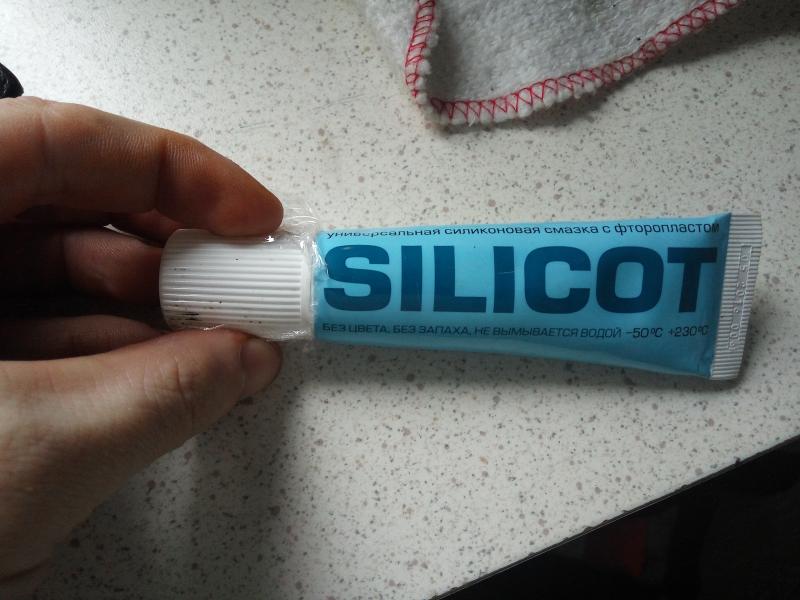 универсальная силиконовая смазка с фторопластом
SILICOT
БЕЗ ЦВЕТА, БЕЗ ЗАПАХА, НЕ ВЫМЫВАЕТСЯ ВОДОЙ -50ºC +230ºC